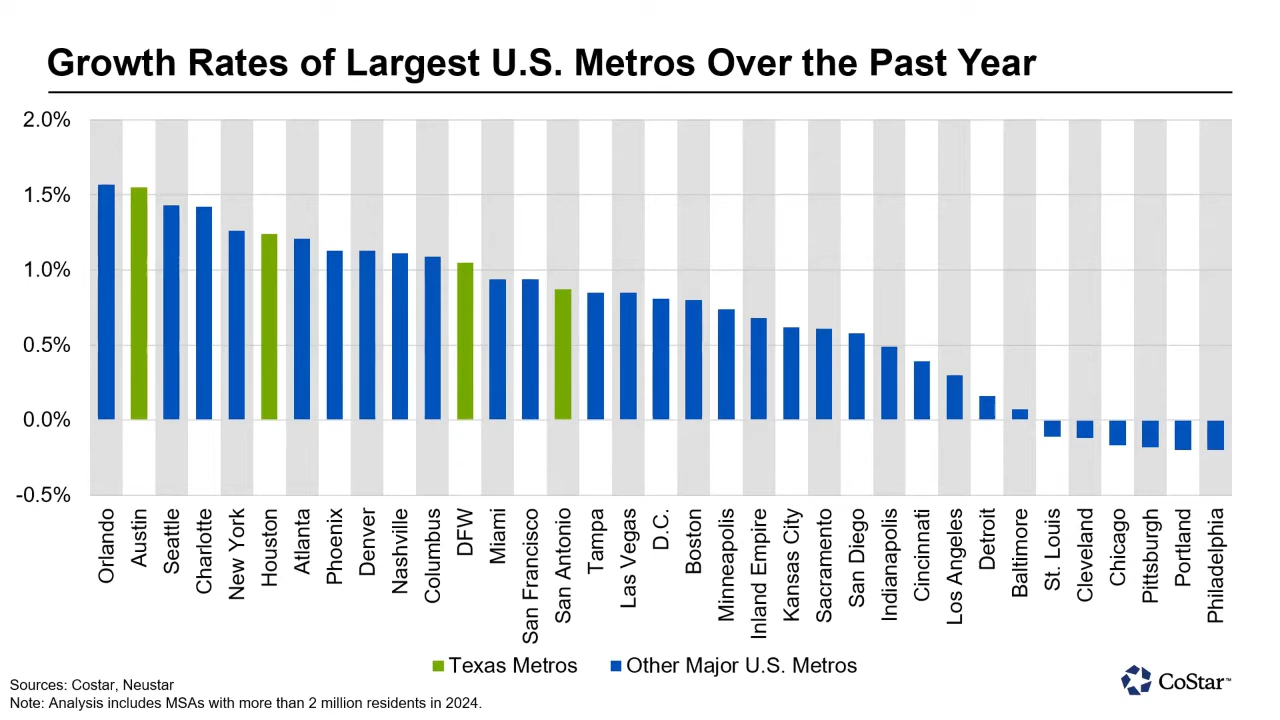 Growth Rates of Largest U.S. Metros Over the Past Year
2.0%
1.5%
1.0%
0.5%
0.0%
-0.5%
Orlando
Austin
Seattle
Charlotte
New York
Houston
Atlanta
Phoenix
Denver
Nashville
Columbus
DFW
Miami
San Francisco
San Antonio
Tampa
Las Vegas
D.C.
Boston
Minneapolis
Inland Empire
Kansas City
Sacramento
San Diego
Indianapolis
Cincinnati
Los Angeles
Detroit
Baltimore
St. Louis
Cleveland
Chicago
Pittsburgh
Portland
Philadelphia
Texas Metros
Other Major U.S. Metros
Sources: Costar, Neustar
Note: Analysis includes MSAs with more than 2 million residents in 2024.
CoStar™